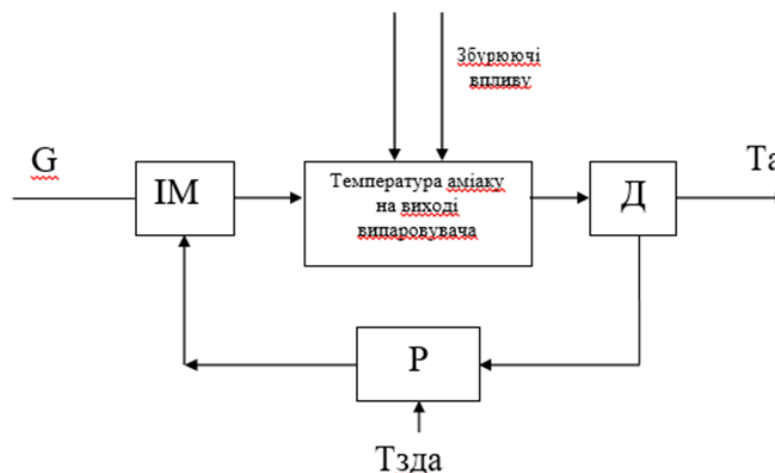 Збурюючі
впливу
G
ІМ
Температура аміаку
на виході
випаровувача
Д
Та
Р
Тзда